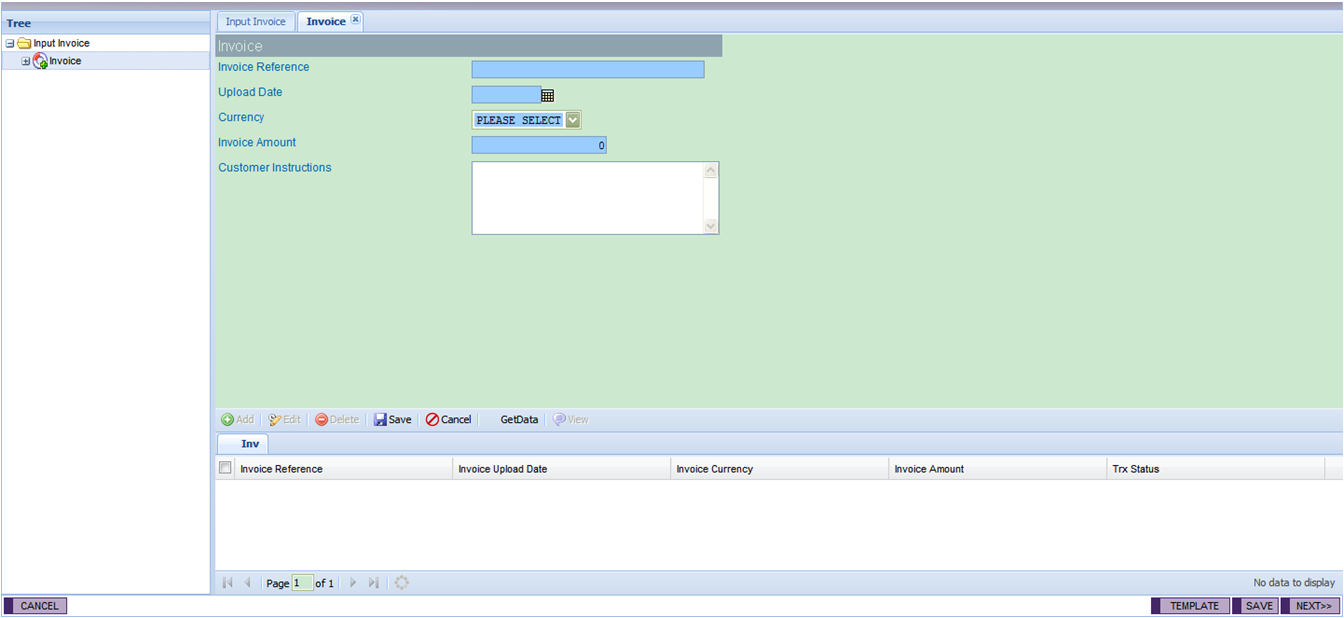 Tree
Input Invoice
Invoice
Input Invoice Invoice
Invoice
Invoice Reference
Upload Date
Currency PLEASE SELECT
Invoice Amount 0
Customer Instructions
Add Edit Delete Save Cancel GetData View
Inv
Invoice Reference Invoice Upload Date Invoice Currency Invoice Amount Trx Status
Page 1 of 1 No data to display
CANCEL TEMPLATE SAVE NEXT>>